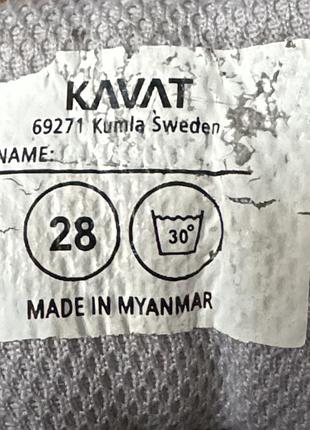 KAVAT
69271 Kumla Sweden
NAME:
28 30°
MADE IN MYANMAR